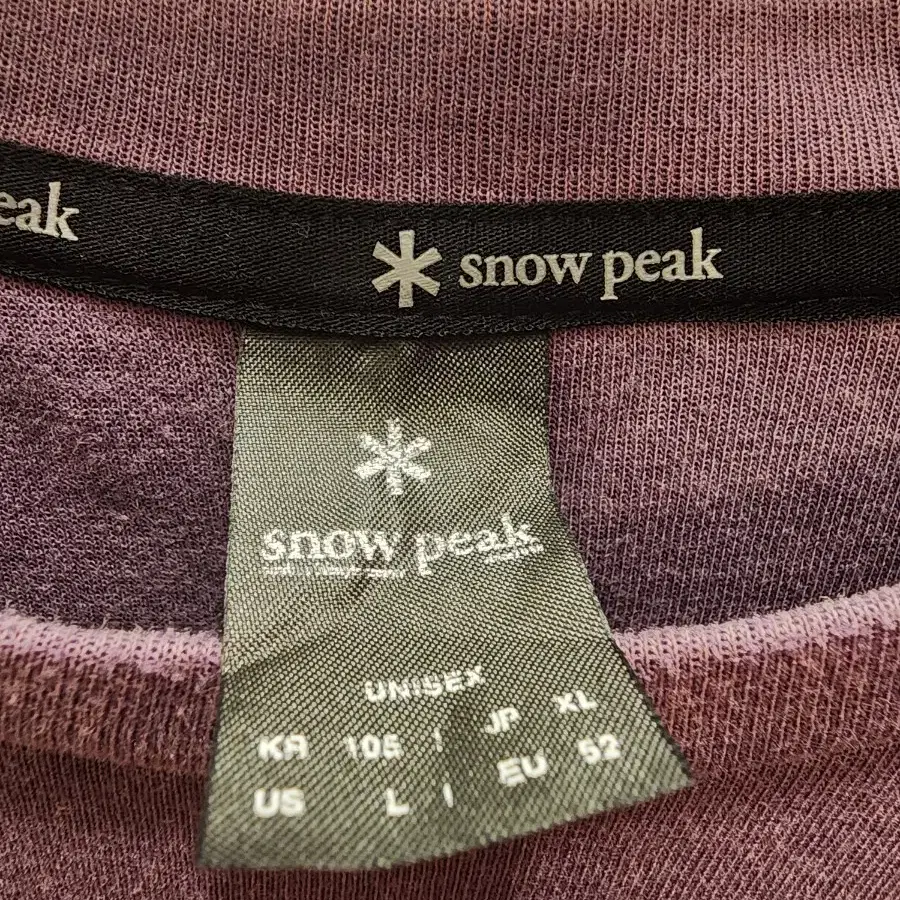 eak
snow peak
snow peak
UNISEX
KR 105 | JP XL
US L | EU 52